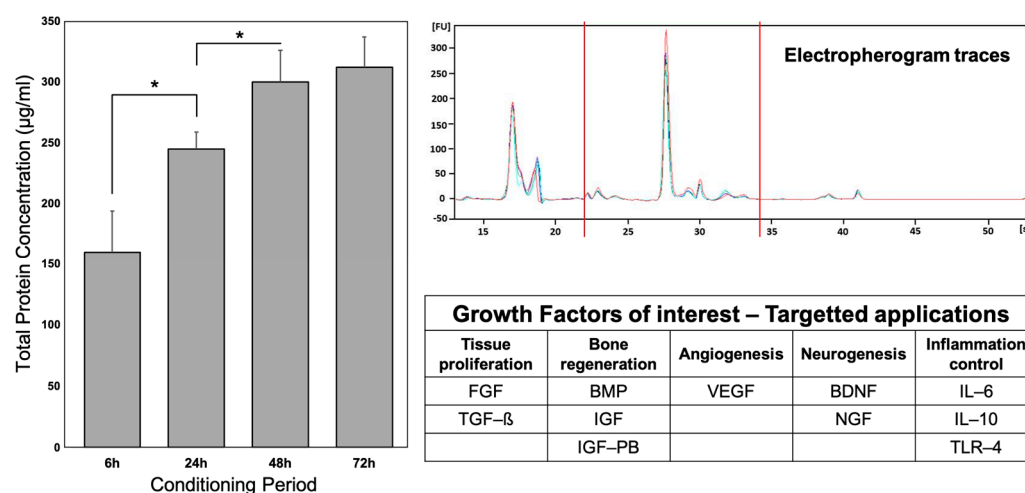 350
300
250
200
150
100
50
0
Total Protein Concentration (µg/ml)
*
*
6h 24h 48h 72h
Conditioning Period
[FU]
Electropherogram traces
300
250
200
150
100
50
0
-50
15 20 25 30 35 40 45 50 [s
Growth Factors of interest – Targetted applications
Tissue proliferation
Bone regeneration
Angiogenesis
Neurogenesis
Inflammation control
FGF BMP VEGF BDNF IL–6
TGF–ß IGF NGF IL–10
IGF–PB TLR–4